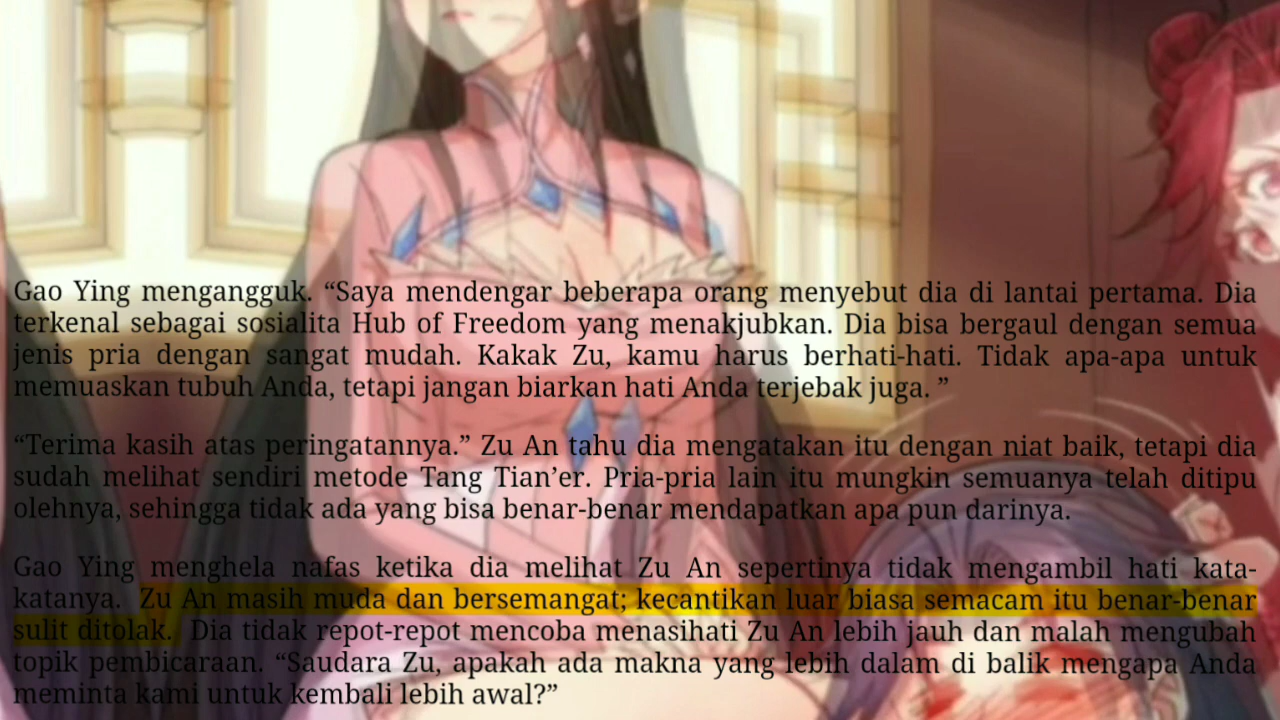 Gao Ying mengangguk. “Saya mendengar beberapa orang menyebut dia di lantai pertama. Dia
terkenal sebagai sosialita Hub of Freedom yang menakjubkan. Dia bisa bergaul dengan semua
jenis pria dengan sangat mudah. Kakak Zu, kamu harus berhati-hati. Tidak apa-apa untuk
memuaskan tubuh Anda, tetapi jangan biarkan hati Anda terjebak juga. ”
“Terima kasih atas peringatannya.” Zu An tahu dia mengatakan itu dengan niat baik, tetapi dia
sudah melihat sendiri metode Tang Tian’er. Pria-pria lain itu mungkin semuanya telah ditipu
olehnya, sehingga tidak ada yang bisa benar-benar mendapatkan apa pun darinya.
Gao Ying menghela nafas ketika dia melihat Zu An sepertinya tidak mengambil hati kata-
katanya. Zu An masih muda dan bersemangat; kecantikan luar biasa semacam itu benar-benar
sulit ditolak. Dia tidak repot-repot mencoba menasihati Zu An lebih jauh dan malah mengubah
topik pembicaraan. “Saudara Zu, apakah ada makna yang lebih dalam di balik mengapa Anda
meminta kami untuk kembali lebih awal?”